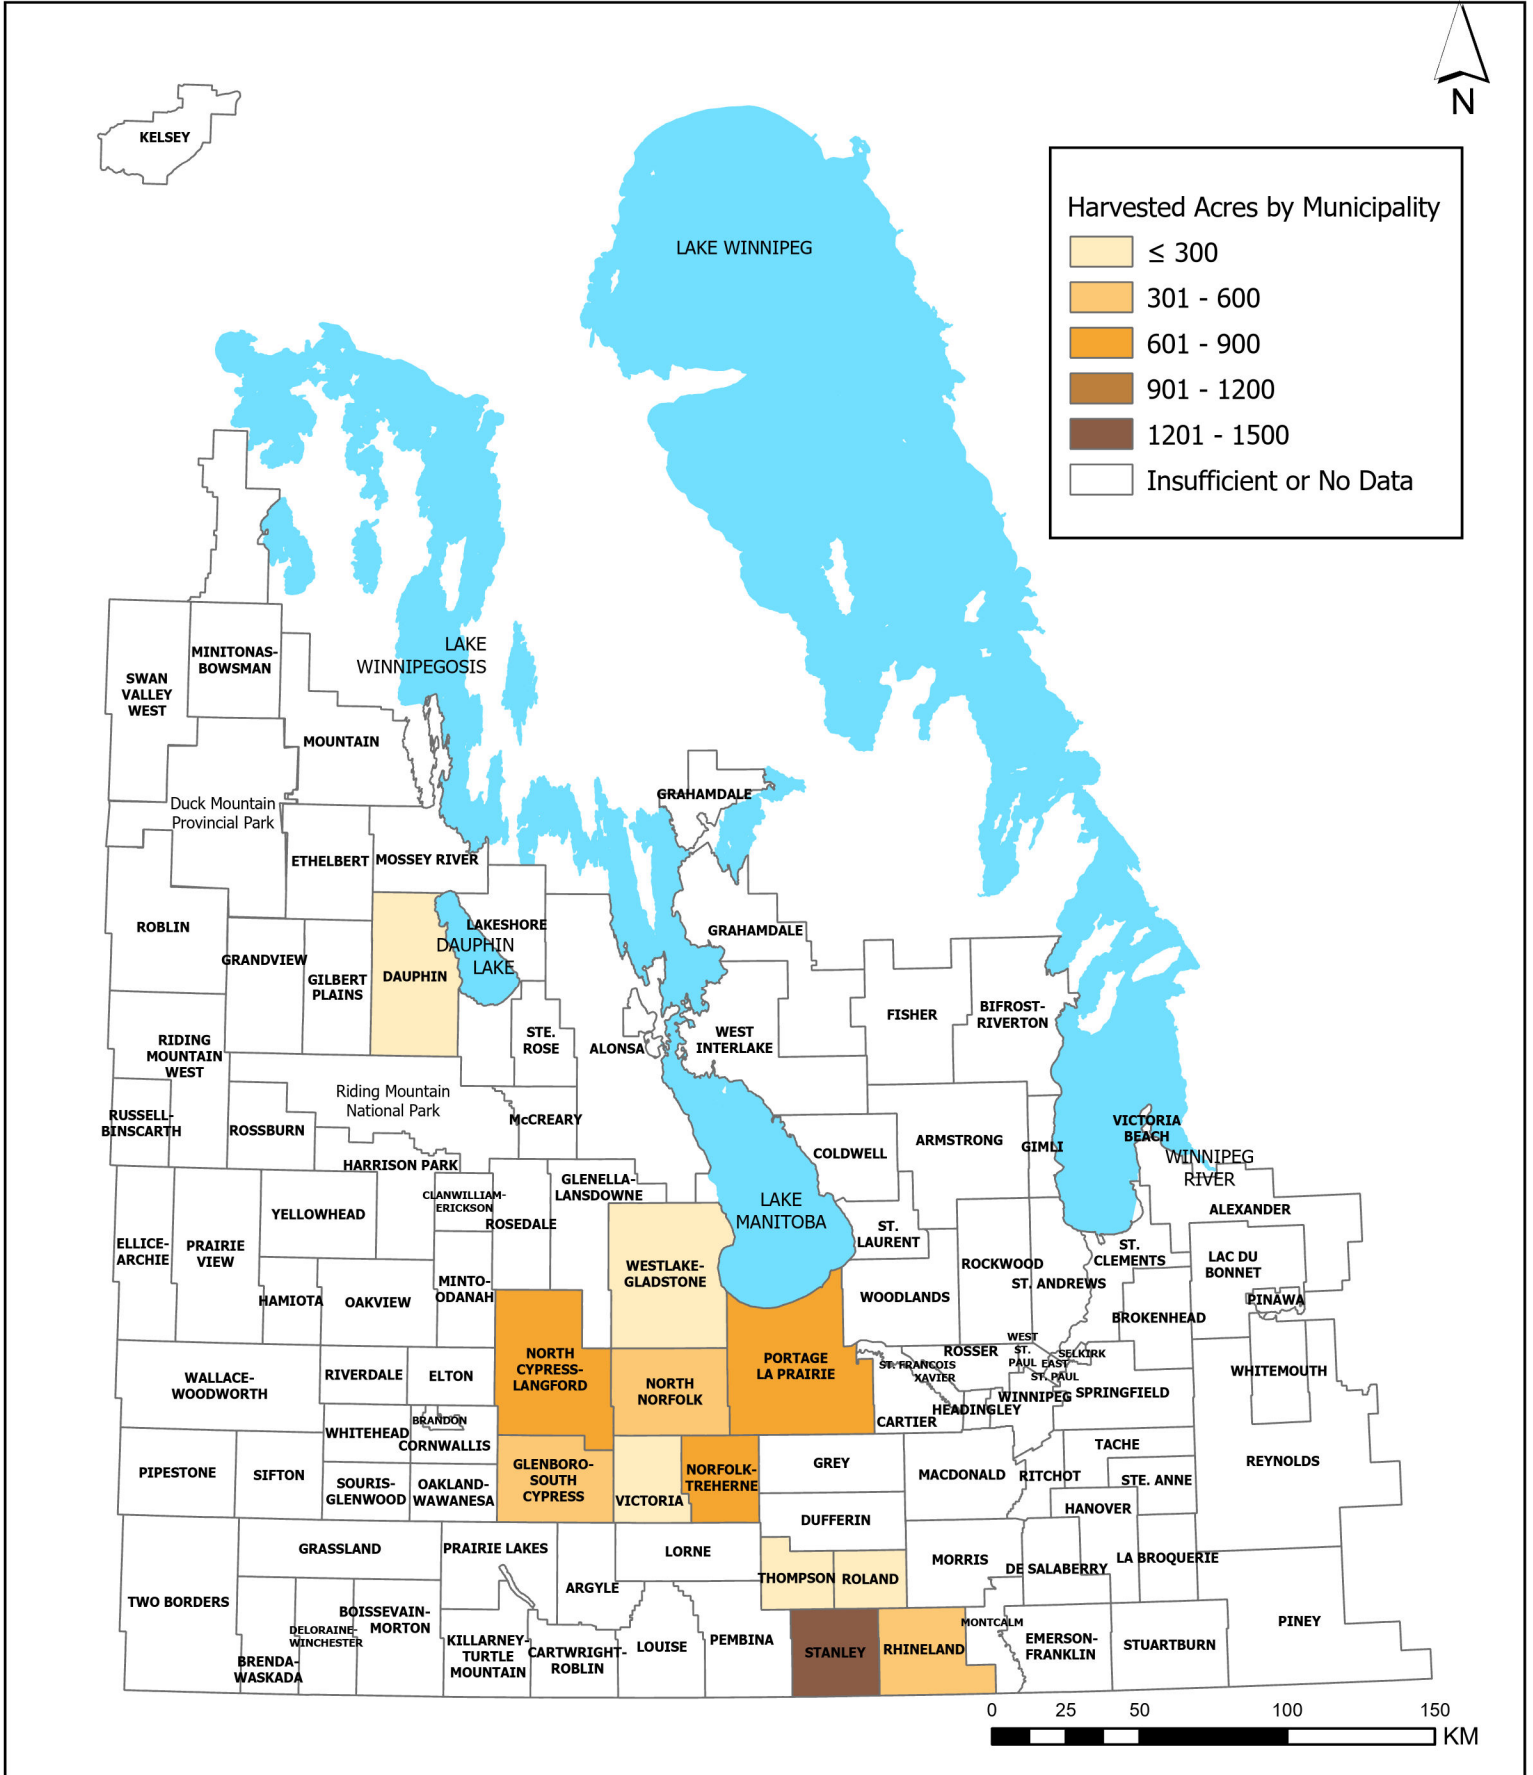 N
KELSEY
LAKE WINNIPEG
Harvested Acres by Municipality
≤ 300
301 - 600
601 - 900
901 - 1200
1201 - 1500
Insufficient or No Data
LAKE
WINNIPEGOSIS
MINITONAS-
BOWSMAN
SWAN
VALLEY
WEST
MOUNTAIN
Duck Mountain
Provincial Park
GRAHAMDALE
ETHELBERT
MOSSEY RIVER
ROBLIN
LAKESHORE
GRAHAMDALE
DAUPHIN
LAKE
GRANDVIEW
GILBERT
PLAINS
DAUPHIN
FISHER
BIFROST-
RIVERTON
STE.
ROSE
ALONSA
WEST
INTERLAKE
RIDING
MOUNTAIN
WEST
Riding Mountain
National Park
RUSSELL-
BINSCARTH
ROSSBURN
McCREARY
VICTORIA
BEACH
ARMSTRONG
GIMLI
COLDWELL
WINNIPEG
RIVER
HARRISON PARK
GLENELLA-
LANSDOWNE
CLANWILLIAM-
ERICKSON
ROSEDALE
YELLOWHEAD
LAKE
MANITOBA
ALEXANDER
ST.
LAURENT
ELLICE-
ARCHIE
PRAIRIE
VIEW
ST.
CLEMENTS
LAC DU
BONNET
WESTLAKE-
GLADSTONE
ROCKWOOD
ST. ANDREWS
MINTO-
ODANAH
HAMIOTA
OAKVIEW
WOODLANDS
PINAWA
BROKENHEAD
NORTH
CYPRESS-
LANGFORD
PORTAGE
LA PRAIRIE
ROSSER
WEST
ST.
PAUL
SELKIRK
EAST
ST. PAUL
ST. FRANCOIS
XAVIER
WHITEMOUTH
WALLACE-
WOODWORTH
RIVERDALE
ELTON
NORTH
NORFOLK
WINNIPEG
SPRINGFIELD
HEADINGLEY
CARTIER
BRANDON
WHITEHEAD
CORNWALLIS
TACHE
REYNOLDS
PIPESTONE
SIFTON
GLENBORO-
SOUTH
CYPRESS
NORFOLK-
TREHERNE
GREY
MACDONALD
RITCHOT
STE. ANNE
SOURIS-
GLENWOOD
OAKLAND-
WAWANESA
VICTORIA
HANOVER
DUFFERIN
GRASSLAND
PRAIRIE LAKES
LORNE
MORRIS
DE SALABERRY
LA BROQUERIE
THOMPSON
ROLAND
ARGYLE
TWO BORDERS
BOISSEVAIN-
MORTON
DELORAINE-
WINCHESTER
MONTCALM
PINEY
BRENDA-
WASKADA
KILLARNEY-
TURTLE
MOUNTAIN
CARTWRIGHT-
ROBLIN
LOUISE
PEMBINA
STANLEY
RHINELAND
EMERSON-
FRANKLIN
STUARTBURN
0 25 50 100 150
KM